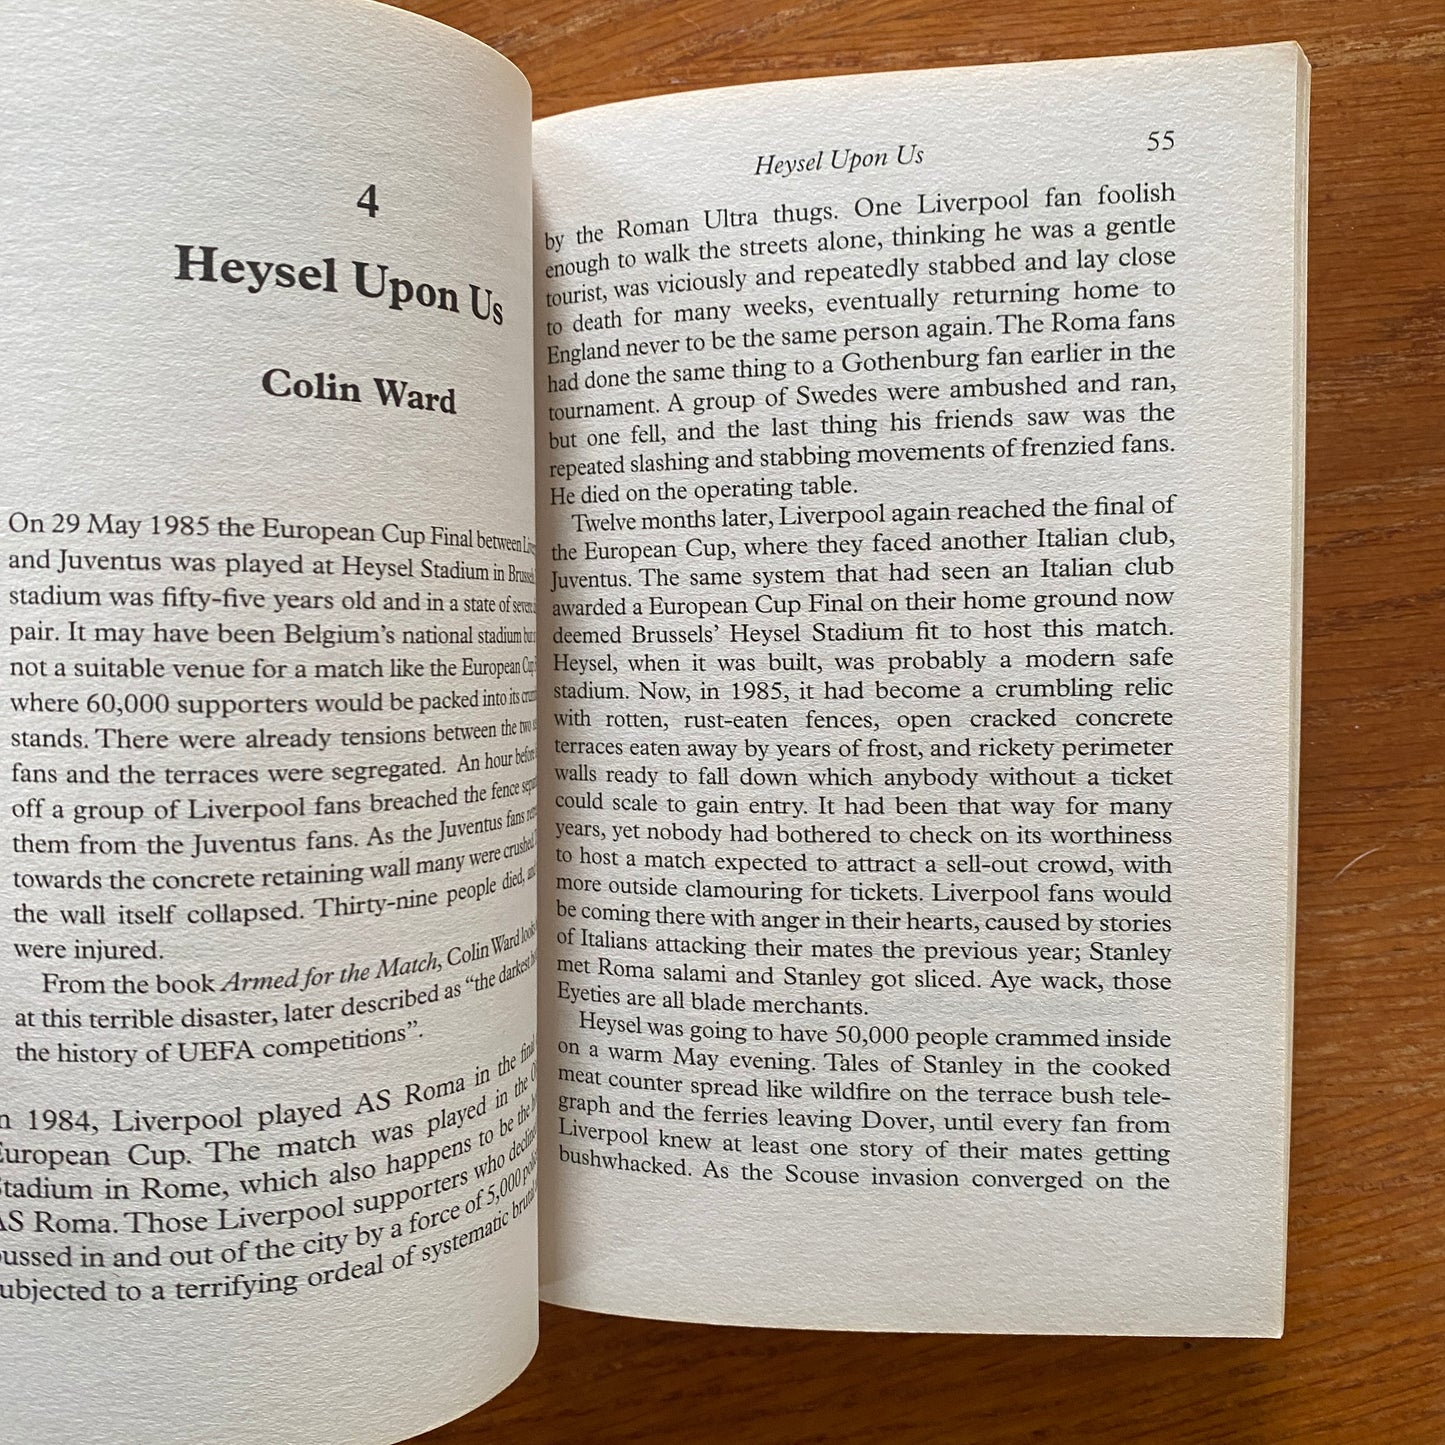 4
Heysel Upon Us
Colin Ward
On 29 May 1985 the European Cup Final between
and Juventus was played at Heysel Stadium in
stadium was fifty-five years old and in a state of
pair. It may have been Belgium's national stadium but
not a suitable venue for a match like the European Cup
where 60,000 supporters would be packed into its
stands. There were already tensions between the two
fans and the terraces were segregated. An hour before
off a group of Liverpool fans breached the fence
them from the Juventus fans. As the Juventus fans
towards the concrete retaining wall many were crushed
the wall itself collapsed. Thirty-nine people died,
were injured.
From the book Armed for the Match, Colin Ward
at this terrible disaster, later described as "the darkest
the history of UEFA competitions".
1984, Liverpool played AS Roma in the final
European Cup. The match was played in the
Stadium in Rome, which also happens to be the
AS Roma. Those Liverpool supporters who
bussed in and out of the city by a force of 5,000
subjected to a terrifying ordeal of systematic
Heysel Upon Us 55
by the Roman Ultra thugs. One Liverpool fan foolish
enough to walk the streets alone, thinking he was a gentle
tourist, was viciously and repeatedly stabbed and lay close
to death for many weeks, eventually returning home to
England never to be the same person again. The Roma fans
had done the same thing to a Gothenburg fan earlier in the
tournament. A group of Swedes were ambushed and ran,
but one fell, and the last thing his friends saw was the
repeated slashing and stabbing movements of frenzied fans.
He died on the operating table.
Twelve months later, Liverpool again reached the final of
the European Cup, where they faced another Italian club,
Juventus. The same system that had seen an Italian club
awarded a European Cup Final on their home ground now
deemed Brussels' Heysel Stadium fit to host this match.
Heysel, when it was built, was probably a modern safe
stadium. Now, in 1985, it had become a crumbling relic
with rotten, rust-eaten fences, open cracked concrete
terraces eaten away by years of frost, and rickety perimeter
walls ready to fall down which anybody without a ticket
could scale to gain entry. It had been that way for many
years, yet nobody had bothered to check on its worthiness
to host a match expected to attract a sell-out crowd, with
more outside clamouring for tickets. Liverpool fans would
be coming there with anger in their hearts, caused by stories
of Italians attacking their mates the previous year; Stanley
met Roma salami and Stanley got sliced. Aye wack, those
Eyeties are all blade merchants.
Heysel was going to have 50,000 people crammed inside
on a warm May evening. Tales of Stanley in the cooked
meat counter spread like wildfire on the terrace bush tele-
graph and the ferries leaving Dover, until every fan from
Liverpool knew at least one story of their mates getting
bushwhacked. As the Scouse invasion converged on the